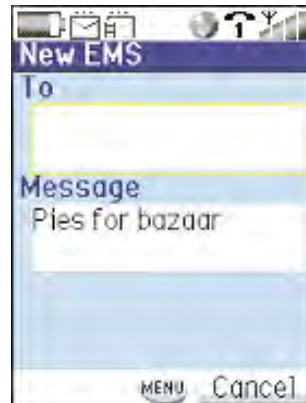 New EMS
To
Message
Pies for bazaar
MENU Cancel